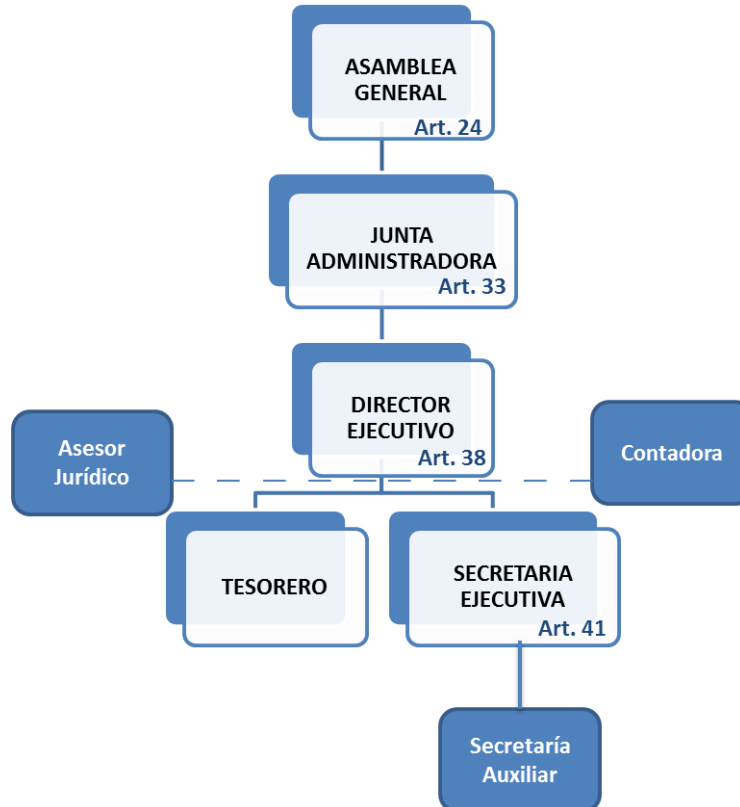 ASAMBLEA
GENERAL
Art. 24
JUNTA
ADMINISTRADORA
Art. 33
DIRECTOR
EJECUTIVO
Art. 38
Asesor
Jurídico
Contadora
TESORERO
SECRETARIA
EJECUTIVA
Art. 41
Secretaría
Auxiliar